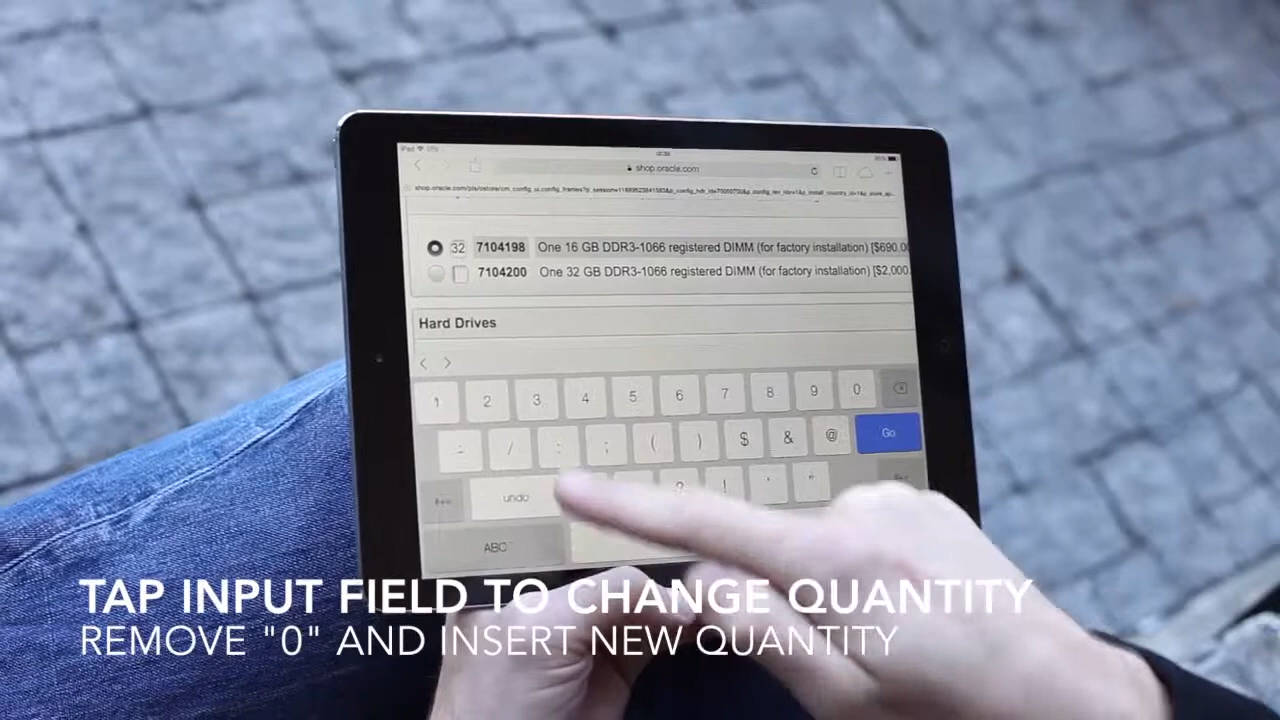 iPad
shop.oracle.com
32 7104198 One 16 GB DDR3-1066 registered DIMM (for factory installation) [$690.00
7104200 One 32 GB DDR3-1066 registered DIMM (for factory installation) [$2,000.
Hard Drives
1 2 3 4 5 6 7 8 9 0
- / : ; ( ) $ & @ Go
#+= undo ? ! ' "
ABC
TAP INPUT FIELD TO CHANGE QUANTITY
REMOVE "0" AND INSERT NEW QUANTITY